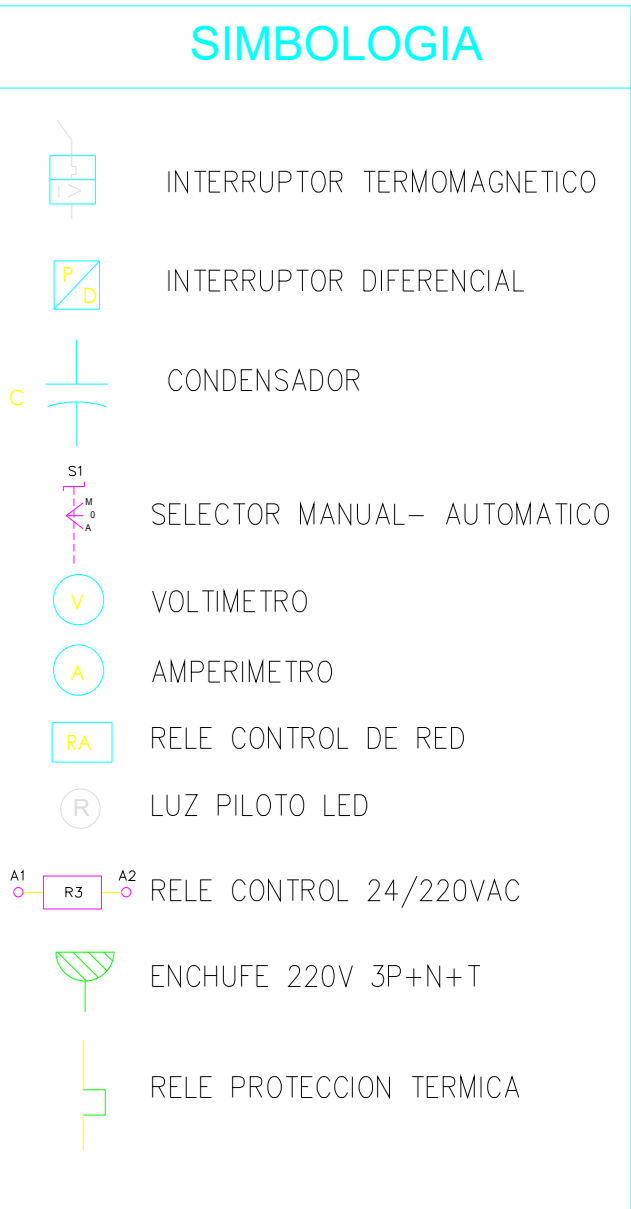 SIMBOLOGIA
I > INTERRUPTOR TERMOMAGNETICO
P
D
INTERRUPTOR DIFERENCIAL
C
CONDENSADOR
S1
M
0
A
SELECTOR MANUAL- AUTOMATICO
V VOLTIMETRO
A AMPERIMETRO
RA RELE CONTROL DE RED
R LUZ PILOTO LED
A1 R3 A2 RELE CONTROL 24/220VAC
ENCHUFE 220V 3P+N+T
RELE PROTECCION TERMICA